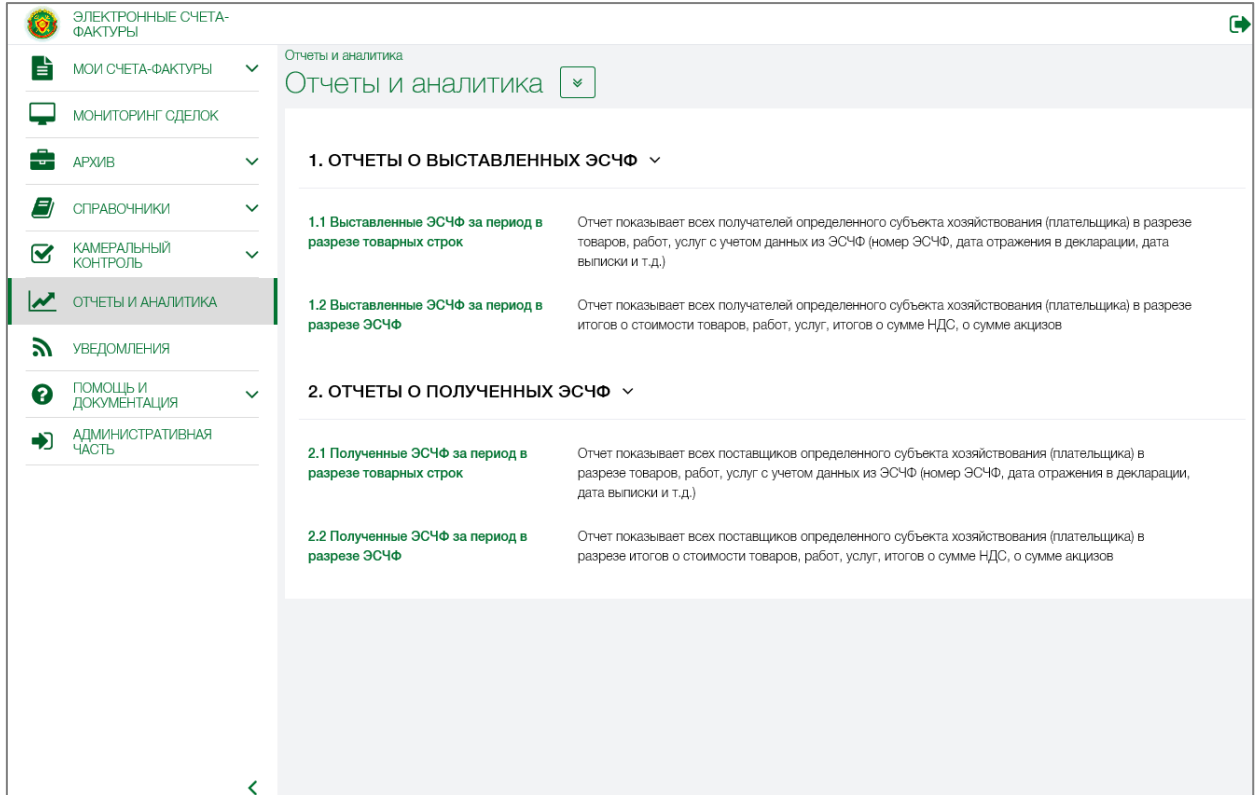 ЭЛЕКТРОННЫЕ СЧЕТА-
ФАКТУРЫ
МОИ СЧЕТА-ФАКТУРЫ
МОНИТОРИНГ СДЕЛОК
АРХИВ
СПРАВОЧНИКИ
КАМЕРАЛЬНЫЙ
КОНТРОЛЬ
ОТЧЕТЫ И АНАЛИТИКА
УВЕДОМЛЕНИЯ
ПОМОЩЬ И
ДОКУМЕНТАЦИЯ
АДМИНИСТРАТИВНАЯ
ЧАСТЬ
Отчеты и аналитика
Отчеты и аналитика
1. ОТЧЕТЫ О ВЫСТАВЛЕННЫХ ЭСЧФ
1.1 Выставленные ЭСЧФ за период в
разрезе товарных строк
Отчет показывает всех получателей определенного субъекта хозяйствования (плательщика) в разрезе
товаров, работ, услуг с учетом данных из ЭСЧФ (номер ЭСЧФ, дата отражения в декларации, дата
выписки и т.д.)
1.2 Выставленные ЭСЧФ за период в
разрезе ЭСЧФ
Отчет показывает всех получателей определенного субъекта хозяйствования (плательщика) в разрезе
итогов о стоимости товаров, работ, услуг, итогов о сумме НДС, о сумме акцизов
2. ОТЧЕТЫ О ПОЛУЧЕННЫХ ЭСЧФ
2.1 Полученные ЭСЧФ за период в
разрезе товарных строк
Отчет показывает всех поставщиков определенного субъекта хозяйствования (плательщика) в
разрезе товаров, работ, услуг с учетом данных из ЭСЧФ (номер ЭСЧФ, дата отражения в декларации,
дата выписки и т.д.)
2.2 Полученные ЭСЧФ за период в
разрезе ЭСЧФ
Отчет показывает всех поставщиков определенного субъекта хозяйствования (плательщика) в
разрезе итогов о стоимости товаров, работ, услуг, итогов о сумме НДС, о сумме акцизов